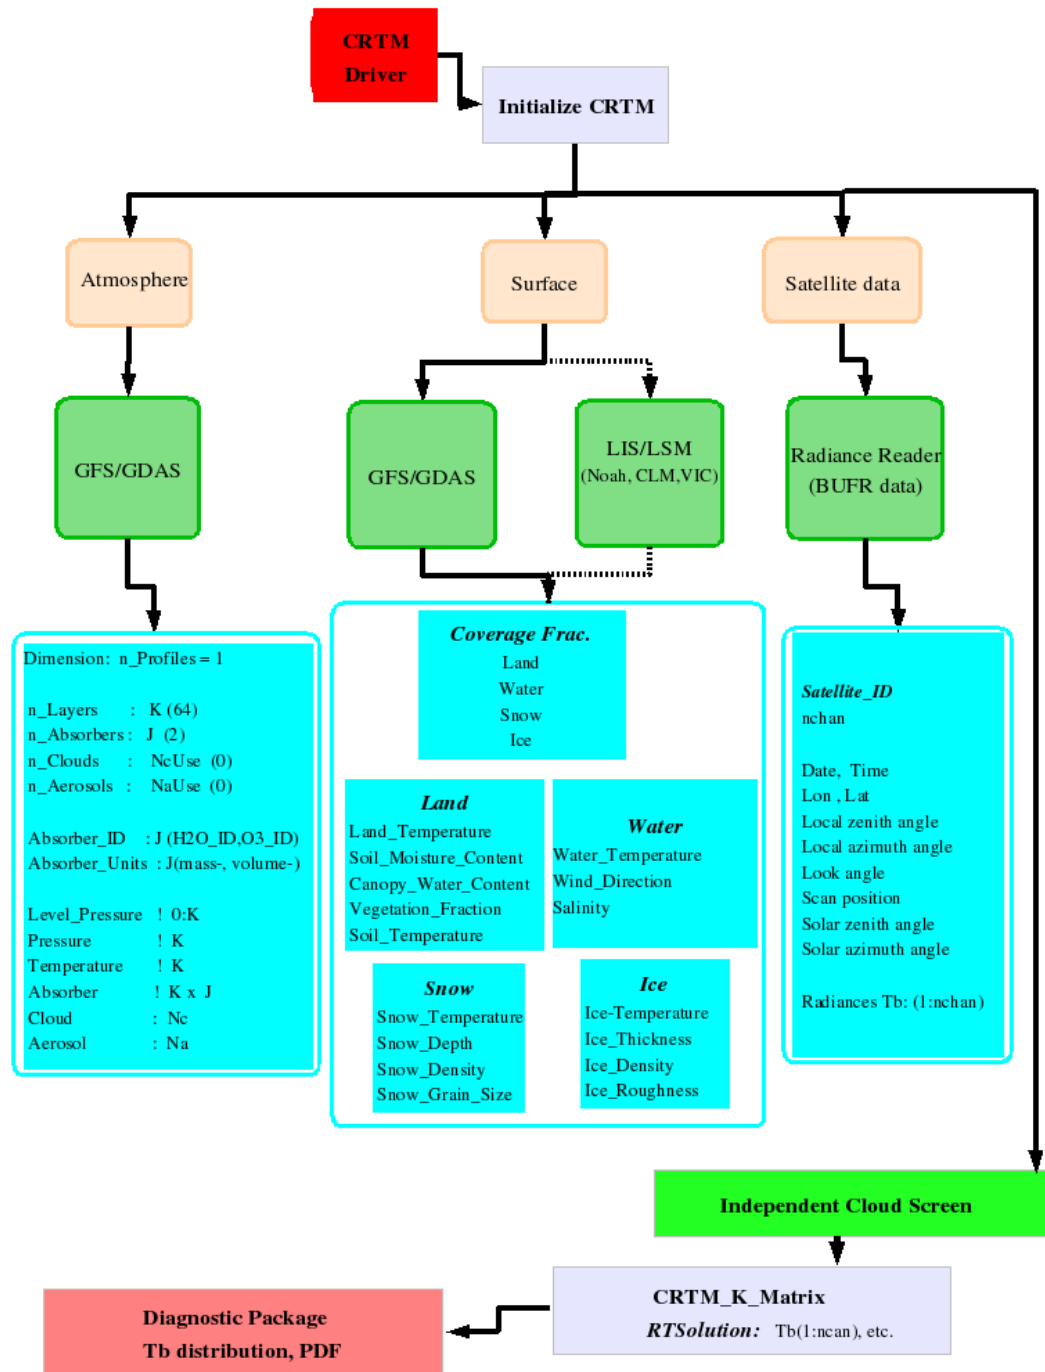 CRTM
Driver
Initialize CRTM
Atmosphere
Surface
Satellite data
GFS/GDAS
GFS/GDAS
LIS/LSM
(Noah, CLM,VIC)
Radiance Reader
(BUFR data)
Dimension: n_Profiles = 1
n_Layers : K (64)
n_Absorbers : J (2)
n_Clouds : NcUse (0)
n_Aerosols : NaUse (0)
Absorber_ID : J (H2O_ID,O3_ID)
Absorber_Units : J(mass-, volume-)
Level_Pressure ! 0:K
Pressure ! K
Temperature ! K
Absorber ! K x J
Cloud : Nc
Aerosol : Na
Coverage Frac.
Land
Water
Snow
Ice
Land
Land_Temperature
Soil_Moisture_Content
Canopy_Water_Content
Vegetation_Fraction
Soil_Temperature
Water
Water_Temperature
Wind_Direction
Salinity
Snow
Snow_Temperature
Snow_Depth
Snow_Density
Snow_Grain_Size
Ice
Ice-Temperature
Ice_Thickness
Ice_Density
Ice_Roughness
Satellite_ID
nchan
Date, Time
Lon , Lat
Local zenith angle
Local azimuth angle
Look angle
Scan position
Solar zenith angle
Solar azimuth angle
Radiances Tb: (1:nchan)
Independent Cloud Screen
CRTM_K_Matrix
RTSolution: Tb(1:ncan), etc.
Diagnostic Package
Tb distribution, PDF